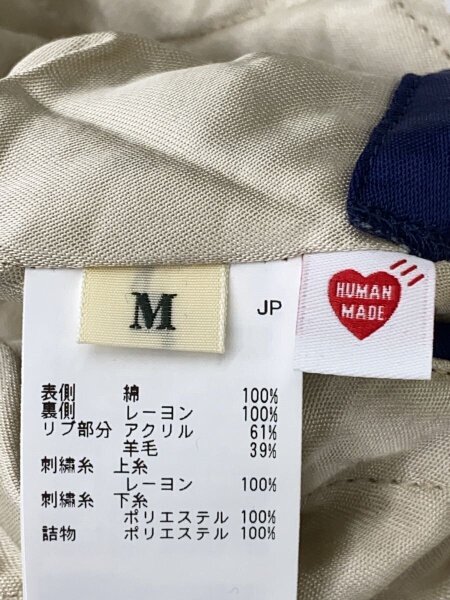 M
JP
HUMAN
MADE
表側 綿 100%
裏側 レーヨン 100%
リブ部分 アクリル 61%
羊毛 39%
刺繍糸 上糸
レーヨン 100%
刺繍糸 下糸
ポリエステル 100%
詰物 ポリエステル 100%